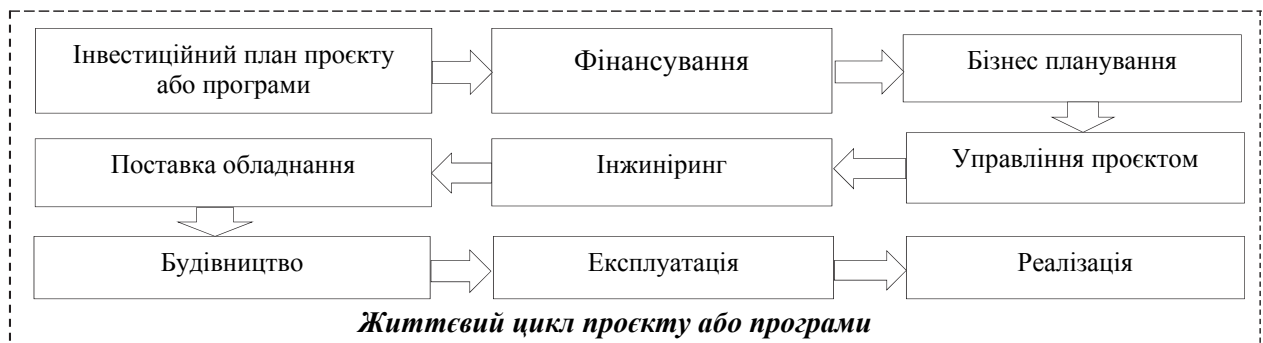 Інвестиційний план проєкту
або програми
Фінансування
Бізнес планування
Поставка обладнання
Інжиніринг
Управління проєктом
Будівництво
Експлуатація
Реалізація
Життєвий цикл проєкту або програми